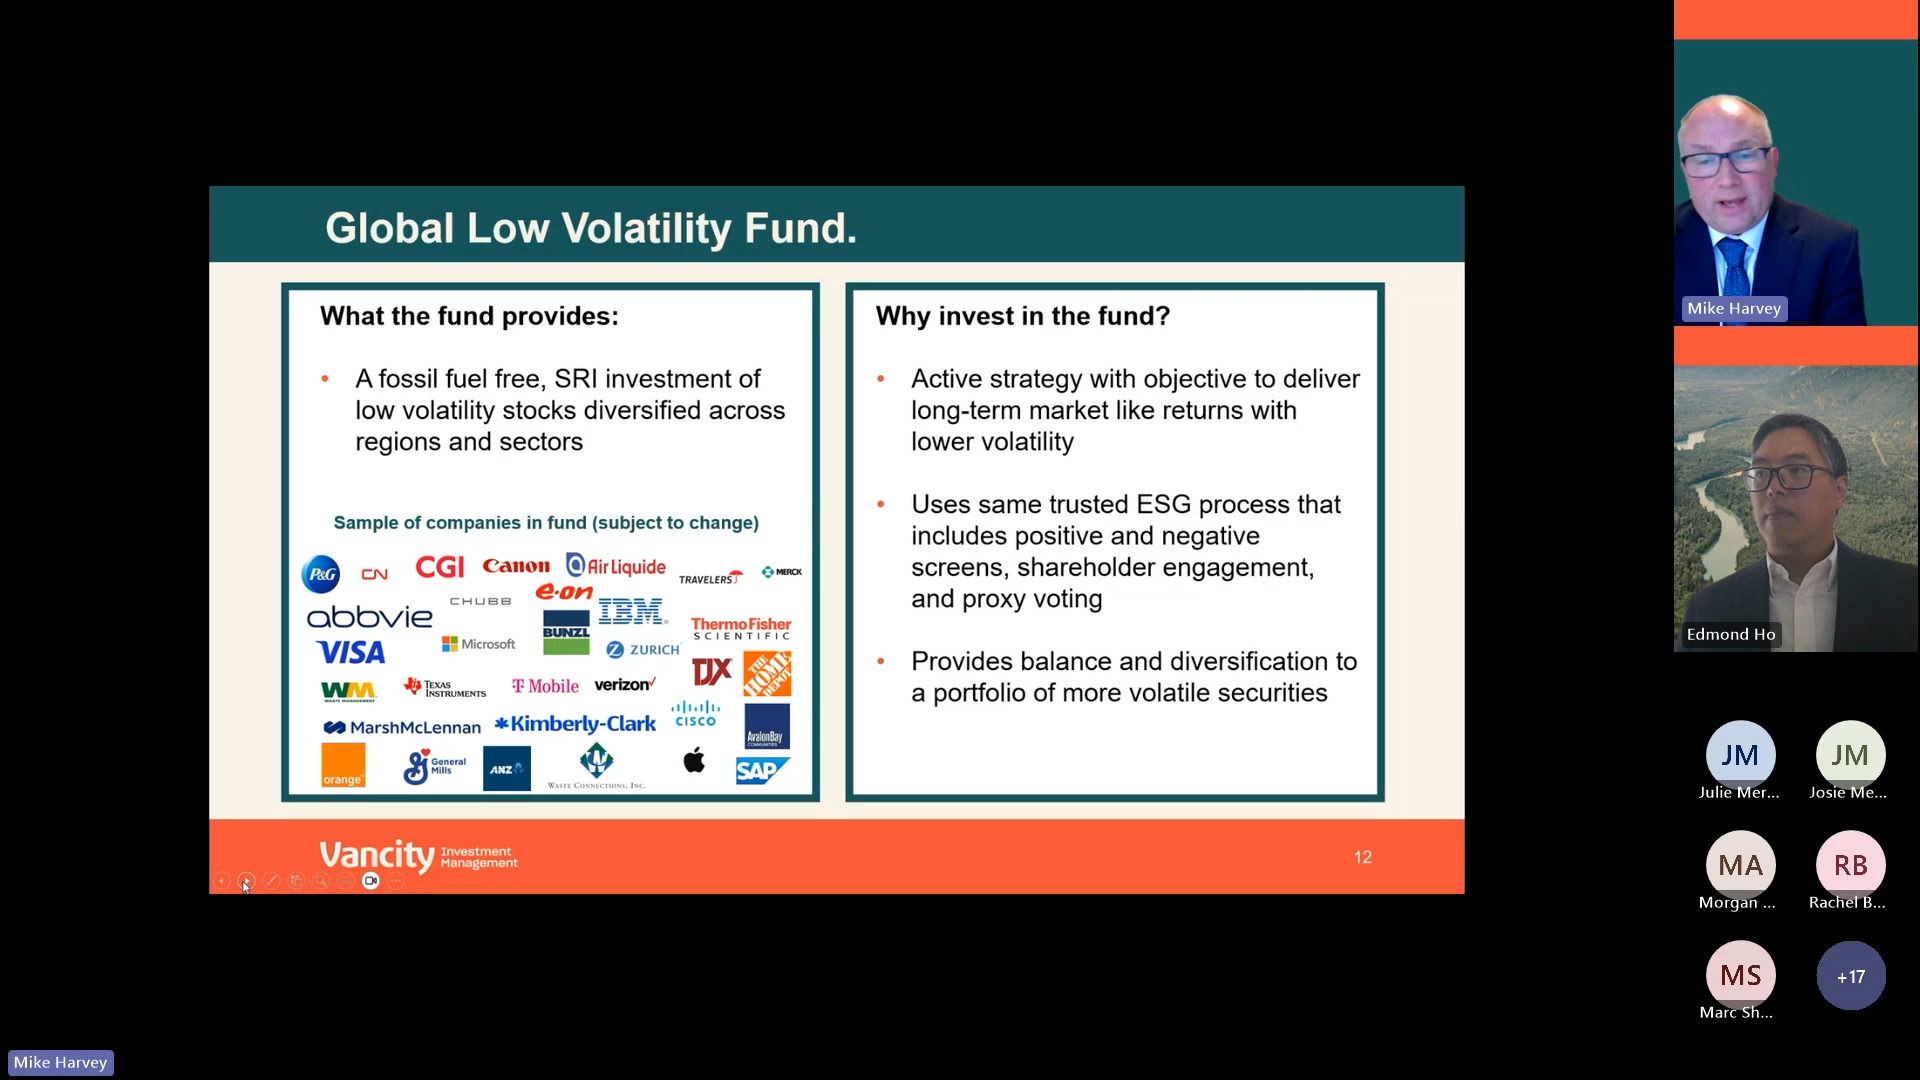 Global Low Volatility Fund.
What the fund provides:
• A fossil fuel free, SRI investment of
low volatility stocks diversified across
regions and sectors
Sample of companies in fund (subject to change)
P&G
CN
CGI
Canon
Air Liquide
TRAVELERS
MERCK
abbvie
CHUBB
e·on
BUNZL
IBM
ThermoFisher
SCIENTIFIC
VISA
Microsoft
ZURICH
TJX
THE HOME DEPOT
WM
WASTE MANAGEMENT
TEXAS
INSTRUMENTS
T Mobile
verizon
MarshMcLennan
Kimberly-Clark
CISCO
AvalonBay
COMMUNITIES
orange
General
Mills
ANZ
WASTE CONNECTIONS, INC.
SAP
Why invest in the fund?
• Active strategy with objective to deliver
long-term market like returns with
lower volatility
• Uses same trusted ESG process that
includes positive and negative
screens, shareholder engagement,
and proxy voting
• Provides balance and diversification to
a portfolio of more volatile securities
Vancity
Investment
Management
12
Mike Harvey
Edmond Ho
JM
Julie Mer...
JM
Josie Me...
MA
Morgan ...
RB
Rachel B...
MS
Marc Sh...
+17
Mike Harvey